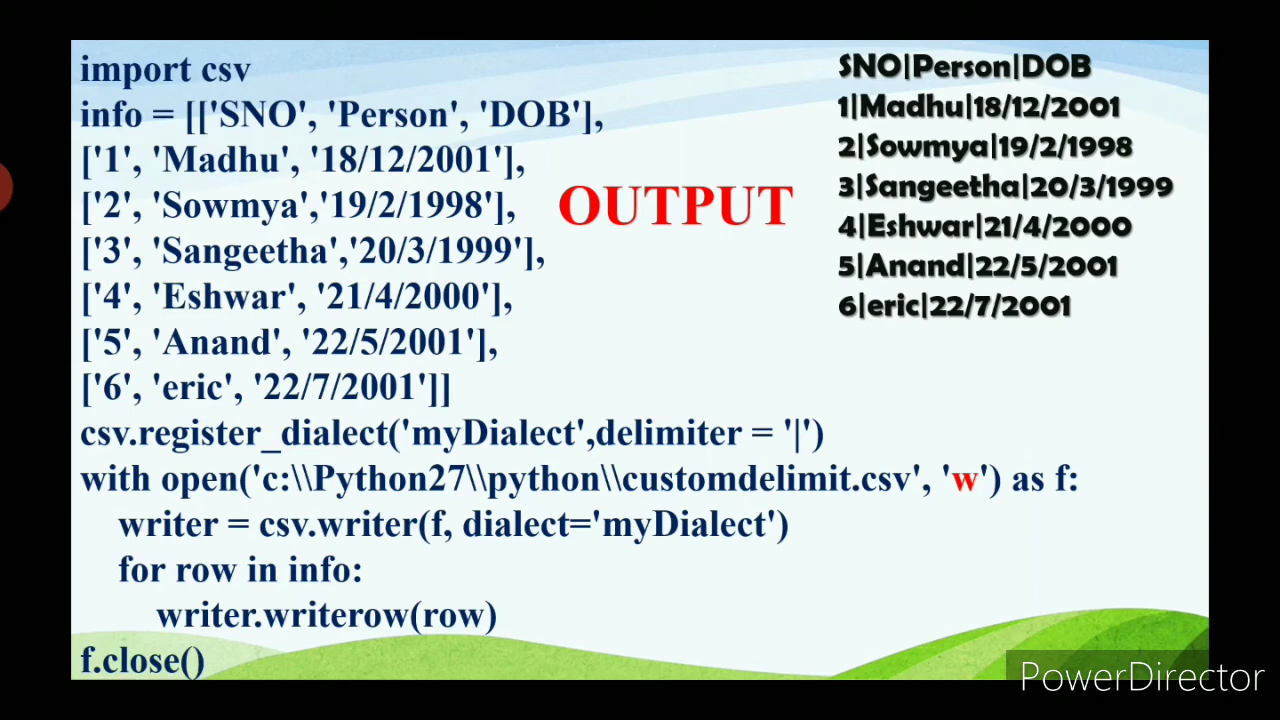 import csv
info = [['SNO', 'Person', 'DOB'],
['1', 'Madhu', '18/12/2001'],
['2', 'Sowmya','19/2/1998'],
['3', 'Sangeetha','20/3/1999'],
['4', 'Eshwar', '21/4/2000'],
['5', 'Anand', '22/5/2001'],
['6', 'eric', '22/7/2001']]
csv.register_dialect('myDialect',delimiter = '|')
with open('c:\\Python27\\python\\customdelimit.csv', 'w') as f:
writer = csv.writer(f, dialect='myDialect')
for row in info:
writer.writerow(row)
f.close()
OUTPUT
SNO|Person|DOB
1|Madhu|18/12/2001
2|Sowmya|19/2/1998
3|Sangeetha|20/3/1999
4|Eshwar|21/4/2000
5|Anand|22/5/2001
6|eric|22/7/2001
PowerDirector